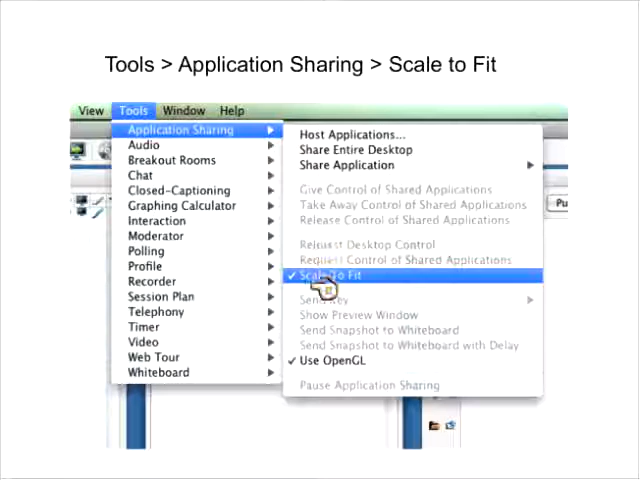 Tools > Application Sharing > Scale to Fit
View Tools Window Help
Application Sharing
Audio
Breakout Rooms
Chat
Closed-Captioning
Graphing Calculator
Interaction
Moderator
Polling
Profile
Recorder
Session Plan
Telephony
Timer
Video
Web Tour
Whiteboard
Host Applications...
Share Entire Desktop
Share Application
Give Control of Shared Applications
Take Away Control of Shared Applications
Release Control of Shared Applications
Request Desktop Control
Request Control of Shared Applications
✓ Scale To Fit
Send Key
Show Preview Window
Send Snapshot to Whiteboard
Send Snapshot to Whiteboard with Delay
✓ Use OpenGL
Pause Application Sharing
Pu